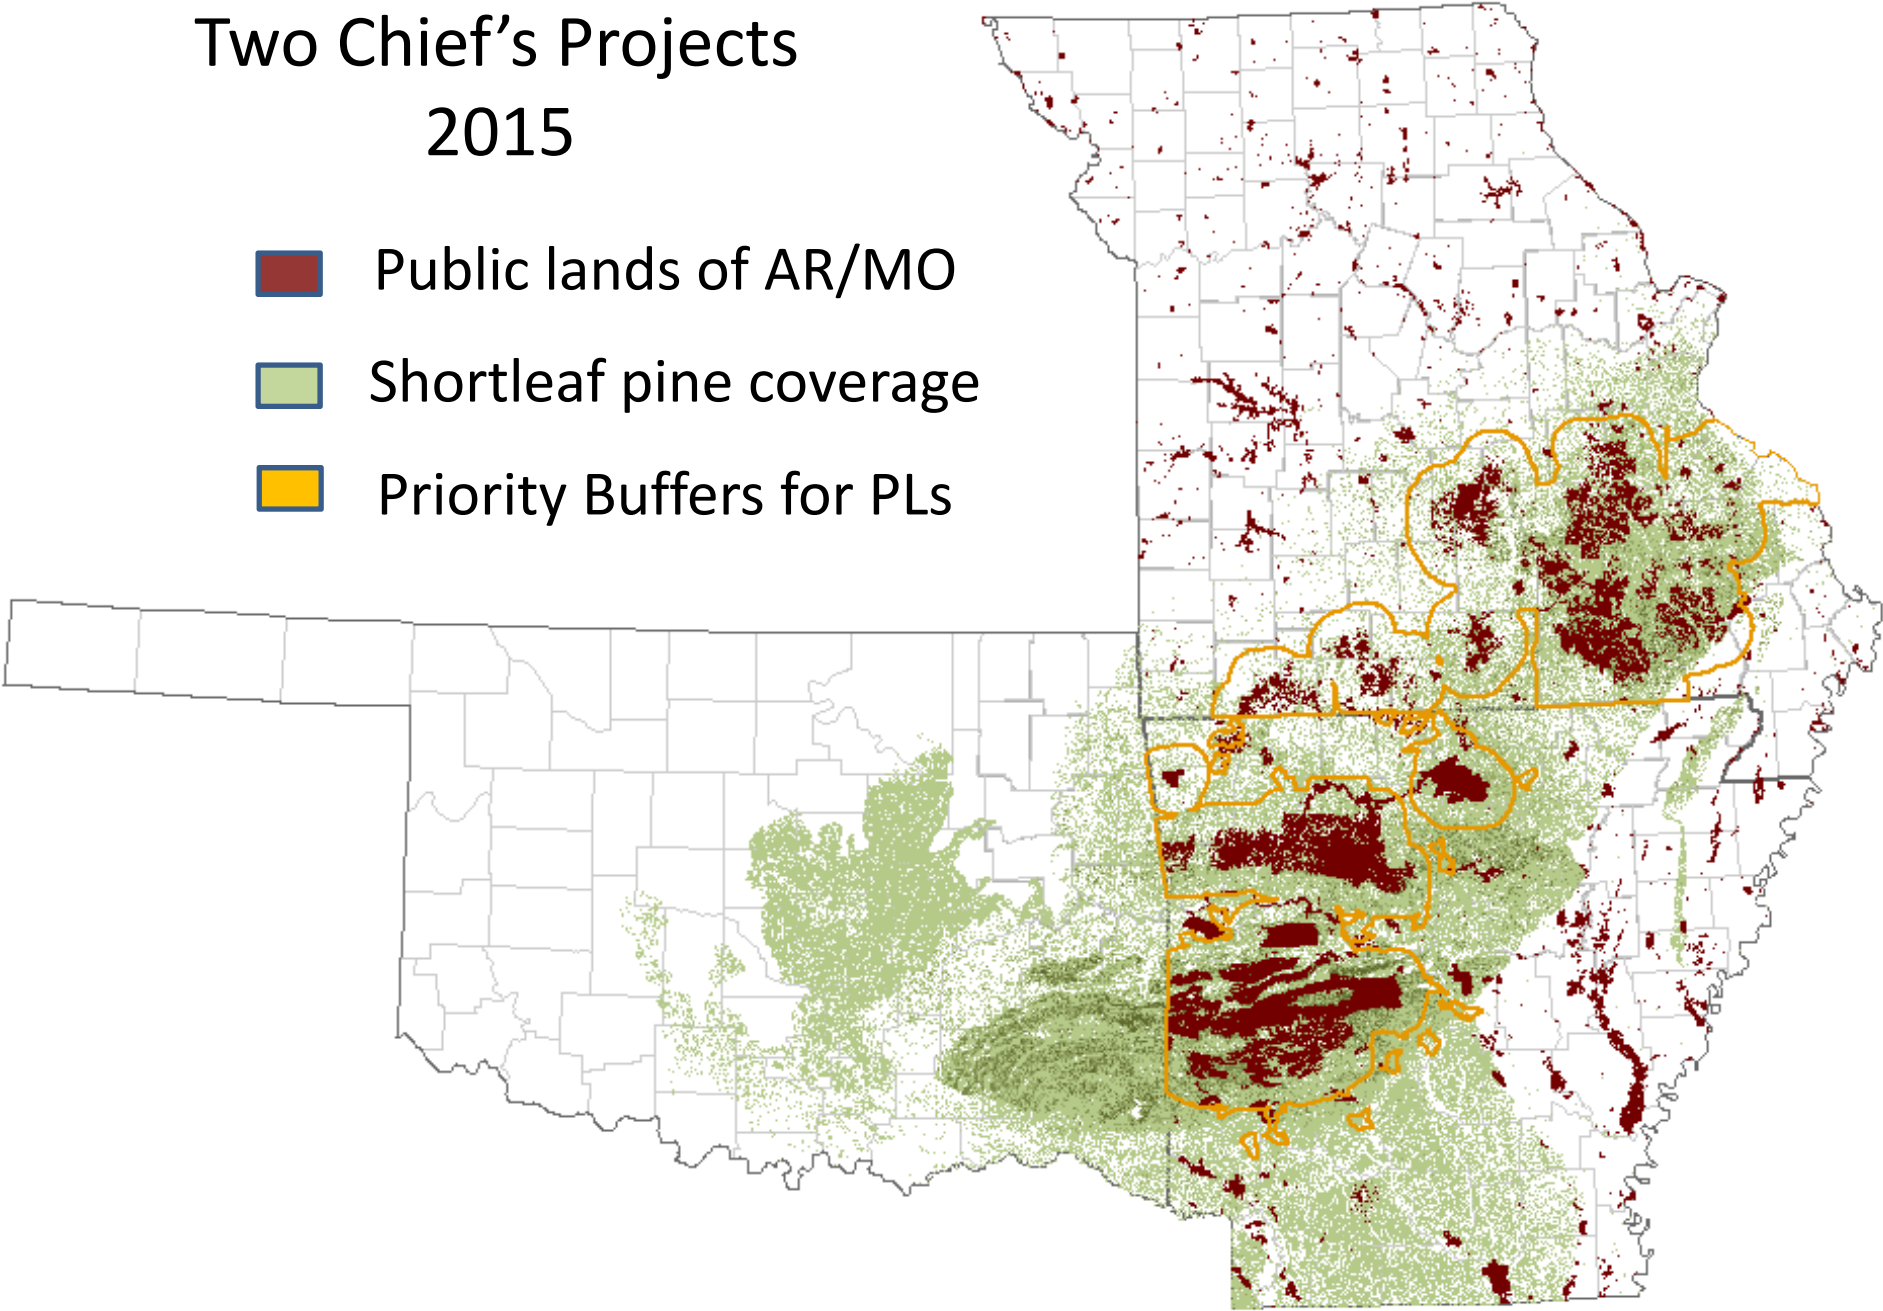 Two Chief’s Projects
2015
Public lands of AR/MO
Shortleaf pine coverage
Priority Buffers for PLs